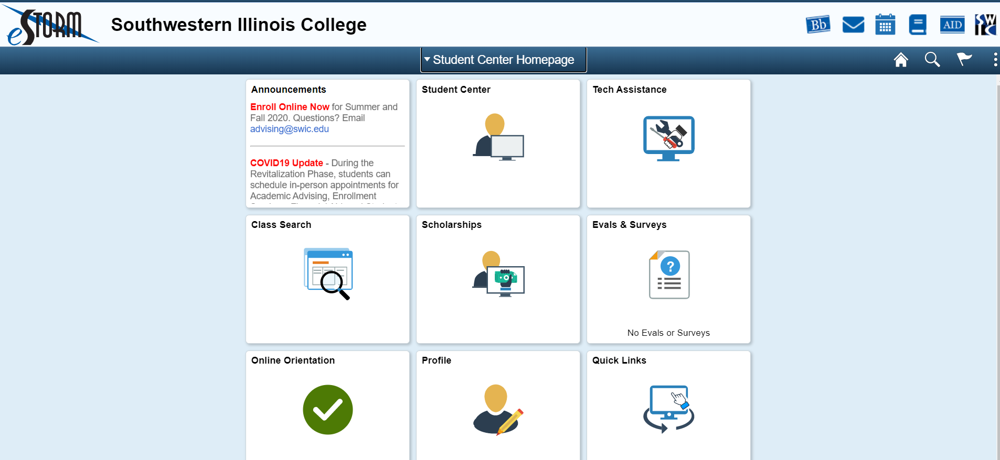 eSTORM
Southwestern Illinois College
Bb
AID
SWIC
Student Center Homepage
Announcements
Enroll Online Now for Summer and
Fall 2020. Questions? Email
advising@swic.edu
COVID19 Update - During the
Revitalization Phase, students can
schedule in-person appointments for
Academic Advising, Enrollment
Student Center
Tech Assistance
Class Search
Scholarships
Evals & Surveys
?
No Evals or Surveys
Online Orientation
Profile
Quick Links